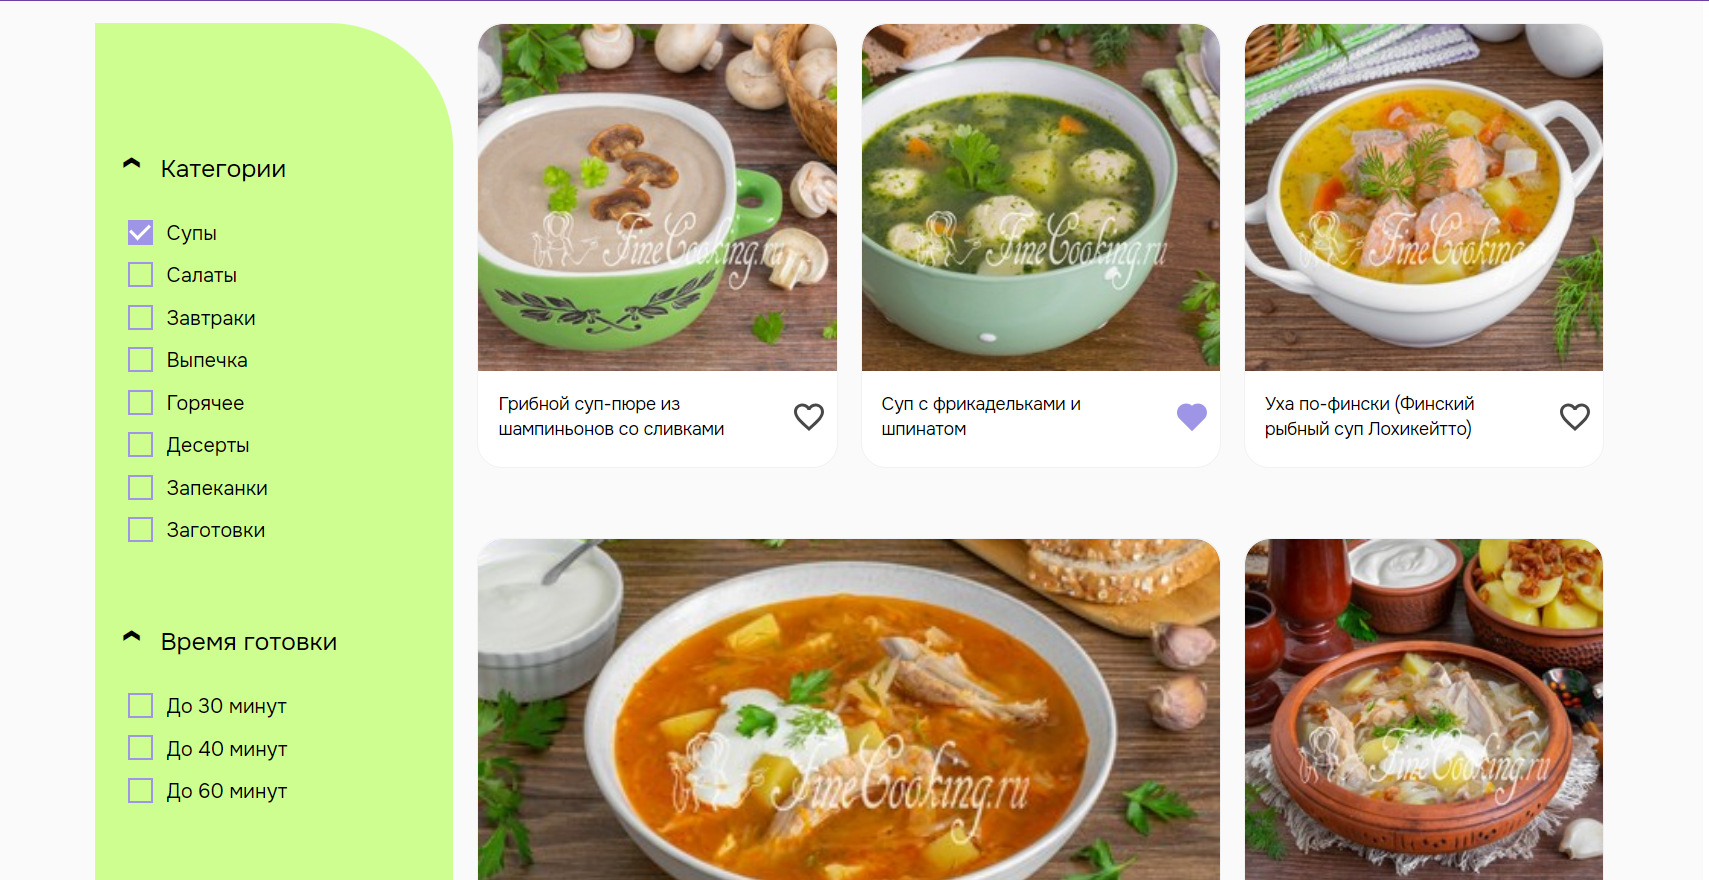 Категории
Супы
Салаты
Завтраки
Выпечка
Горячее
Десерты
Запеканки
Заготовки
Время готовки
До 30 минут
До 40 минут
До 60 минут
FineCooking.ru
Грибной суп-пюре из
шампиньонов со сливками
FineCooking.ru
Суп с фрикадельками и
шпинатом
FineCooking.ru
Уха по-фински (Финский
рыбный суп Лохикейтто)
FineCooking.ru
FineCooking.ru